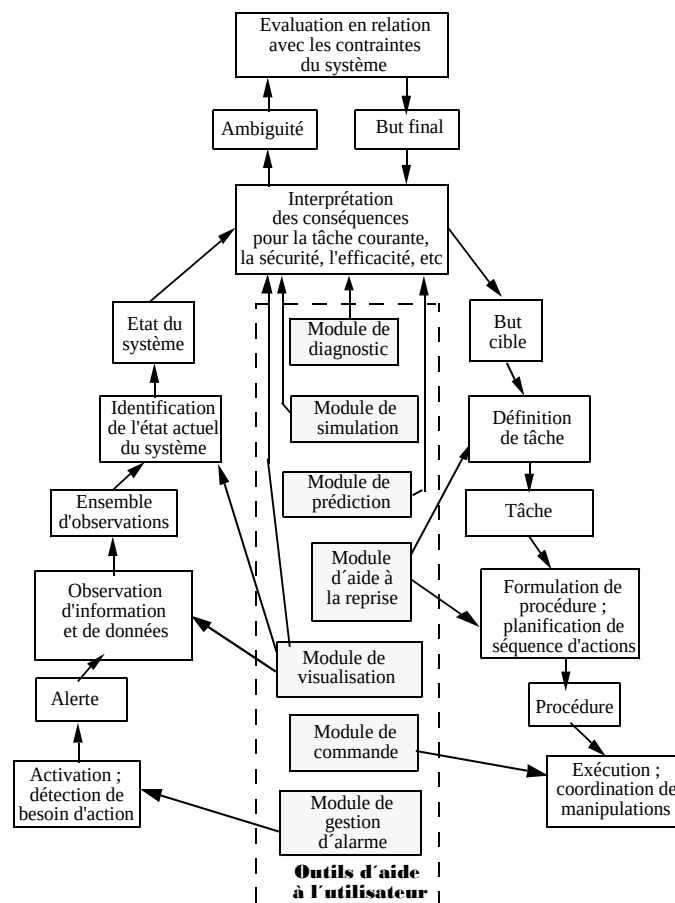 Evaluation en relation
avec les contraintes
du système
Ambiguité
But final
Interprétation
des conséquences
pour la tâche courante,
la sécurité, l'efficacité, etc
Etat du
système
Module de
diagnostic
But
cible
Identification
de l'état actuel
du système
Module de
simulation
Définition
de tâche
Ensemble
d'observations
Module de
prédiction
Tâche
Observation
d'information
et de données
Module
d´aide à
la reprise
Formulation de
procédure ;
planification de
séquence d'actions
Module de
visualisation
Alerte
Procédure
Module de
commande
Activation ;
détection de
besoin d'action
Module de
gestion
d´alarme
Exécution ;
coordination de
manipulations
Outils d´aide
à l´utilisateur